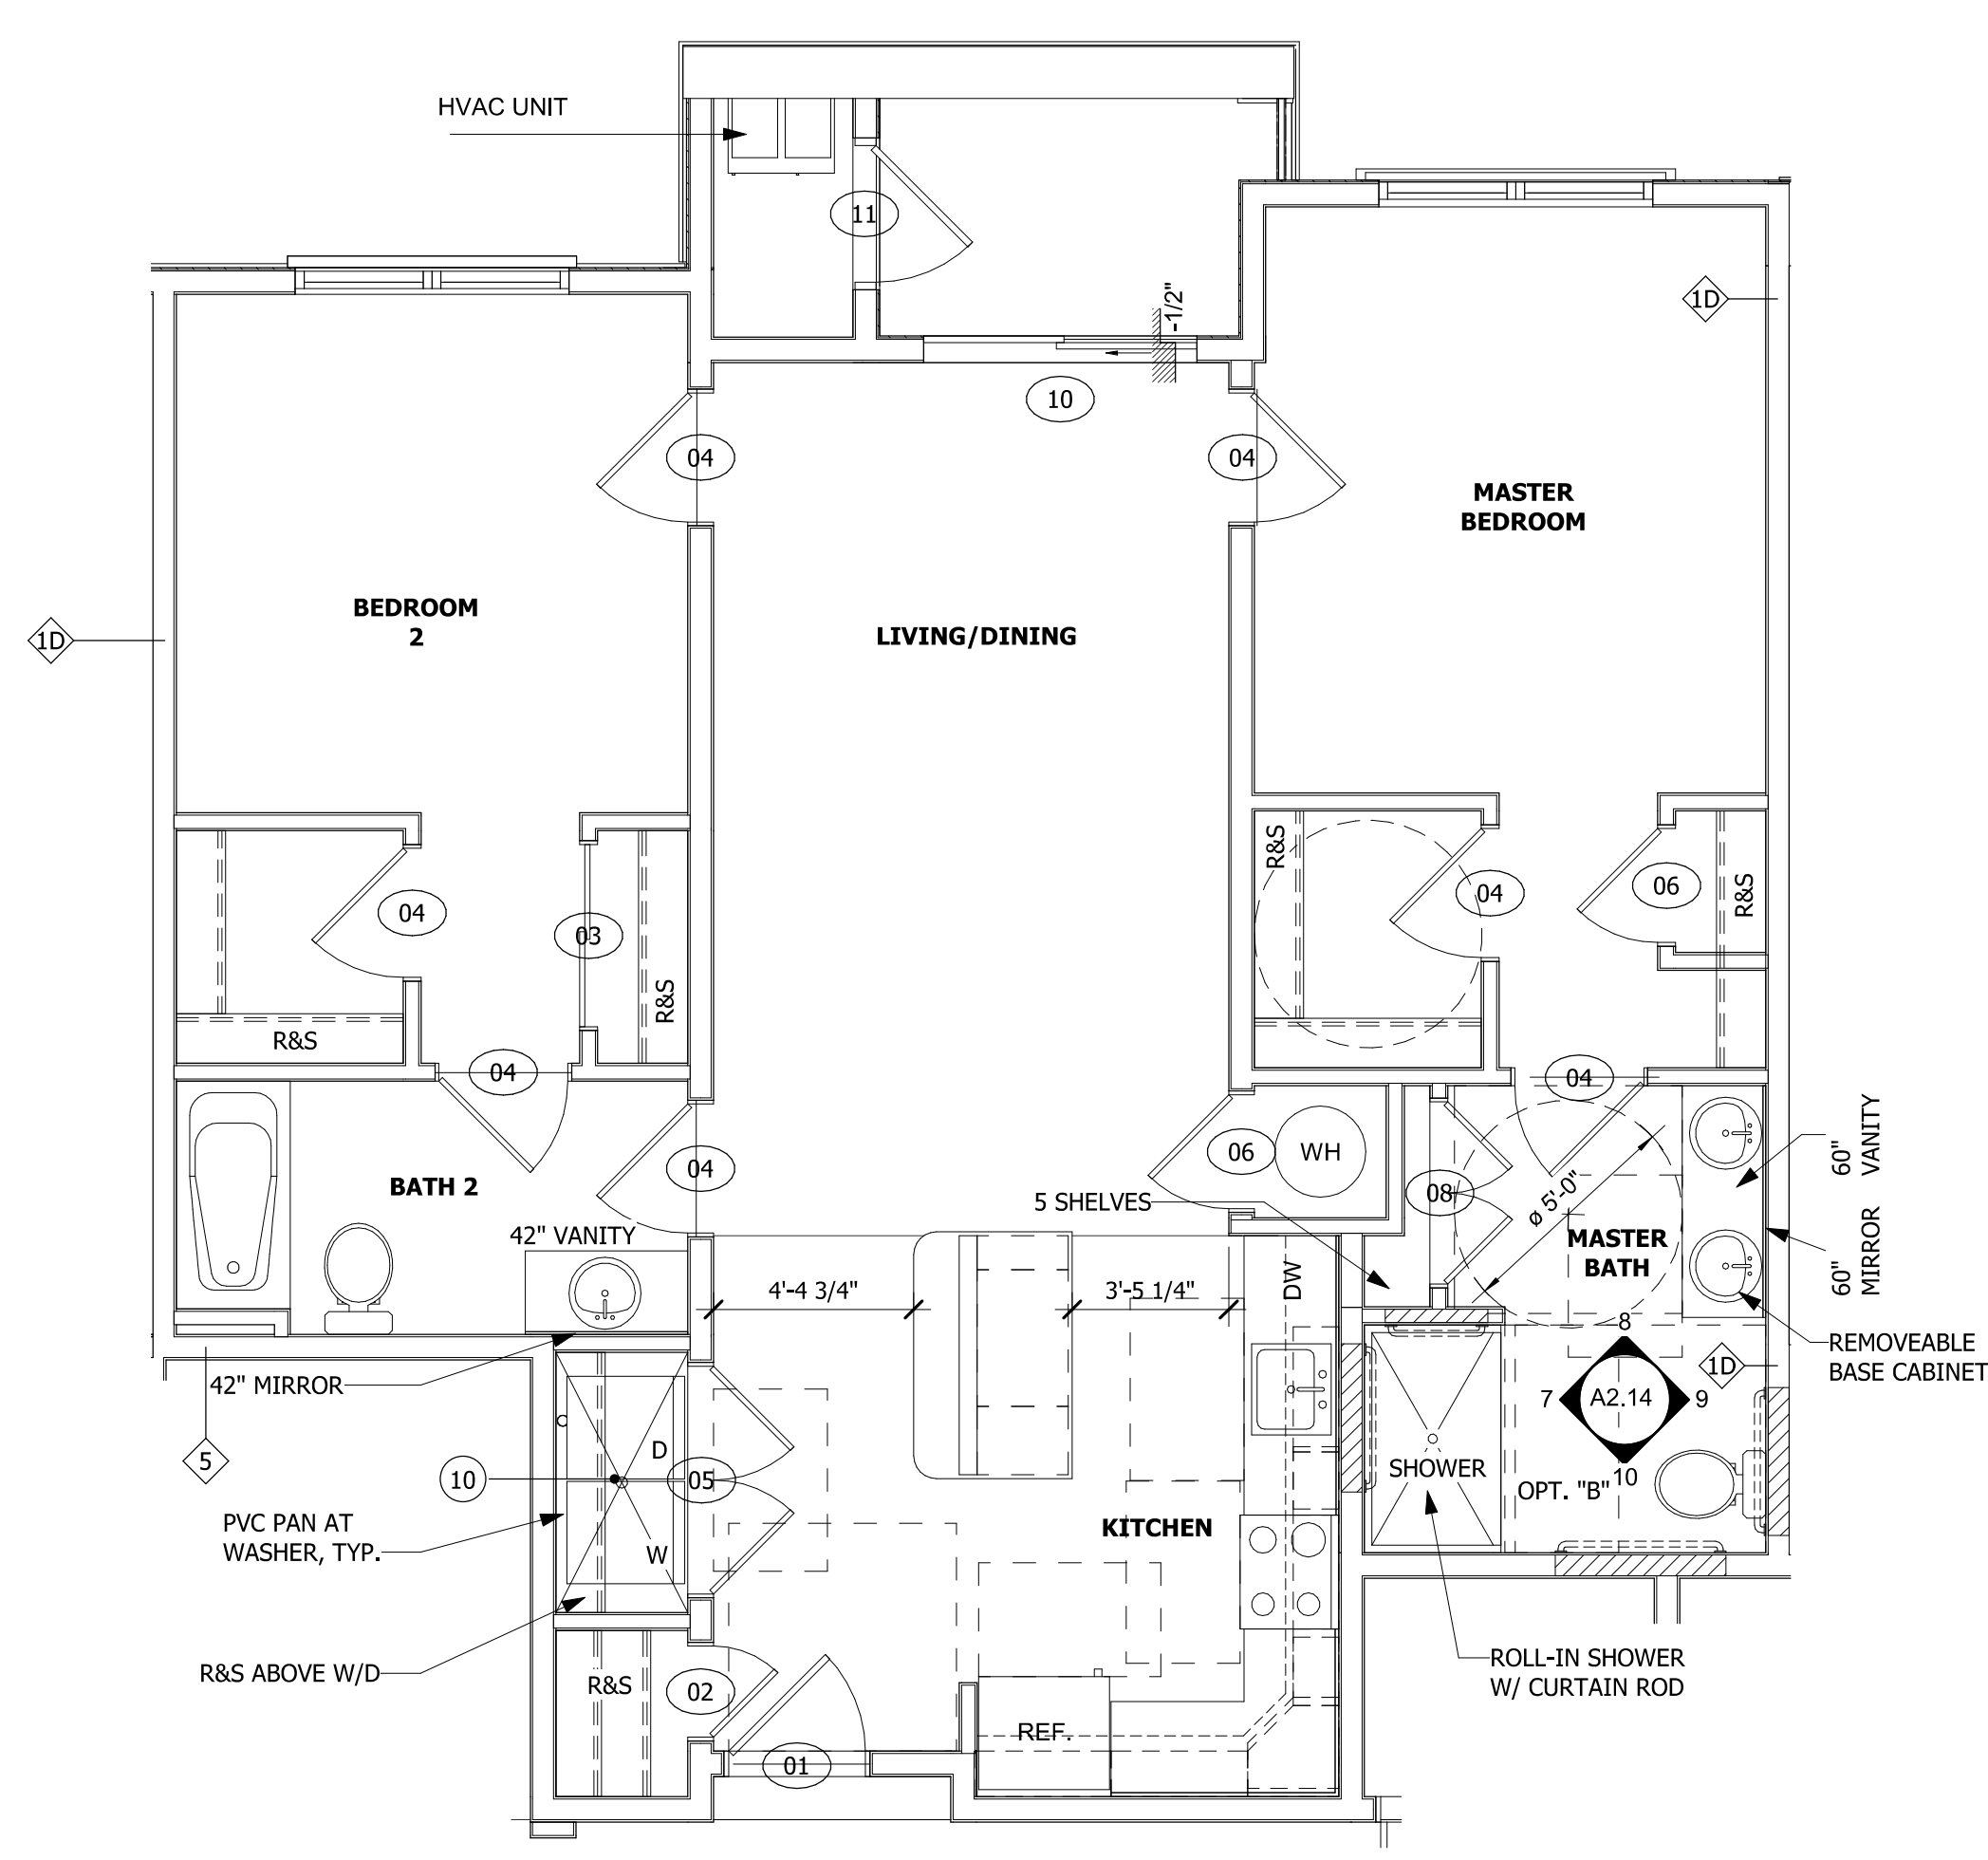 HVAC UNIT
11
1D
-1/2"
10
04
04
MASTER
BEDROOM
BEDROOM
2
LIVING/DINING
1D
R&S
04
06
R&S
04
03
R&S
R&S
04
04
BATH 2
04
06
WH
5 SHELVES
08
ø 5'-0"
MASTER
BATH
60" VANITY
60" MIRROR
42" VANITY
4'-4 3/4"
3'-5 1/4"
DW
REMOVEABLE
BASE CABINET
42" MIRROR
8
1D
7
A2.14
9
10
OPT. "B"
SHOWER
5
D
10
05
PVC PAN AT
WASHER, TYP.
W
KITCHEN
R&S ABOVE W/D
R&S
02
REF.
01
ROLL-IN SHOWER
W/ CURTAIN ROD